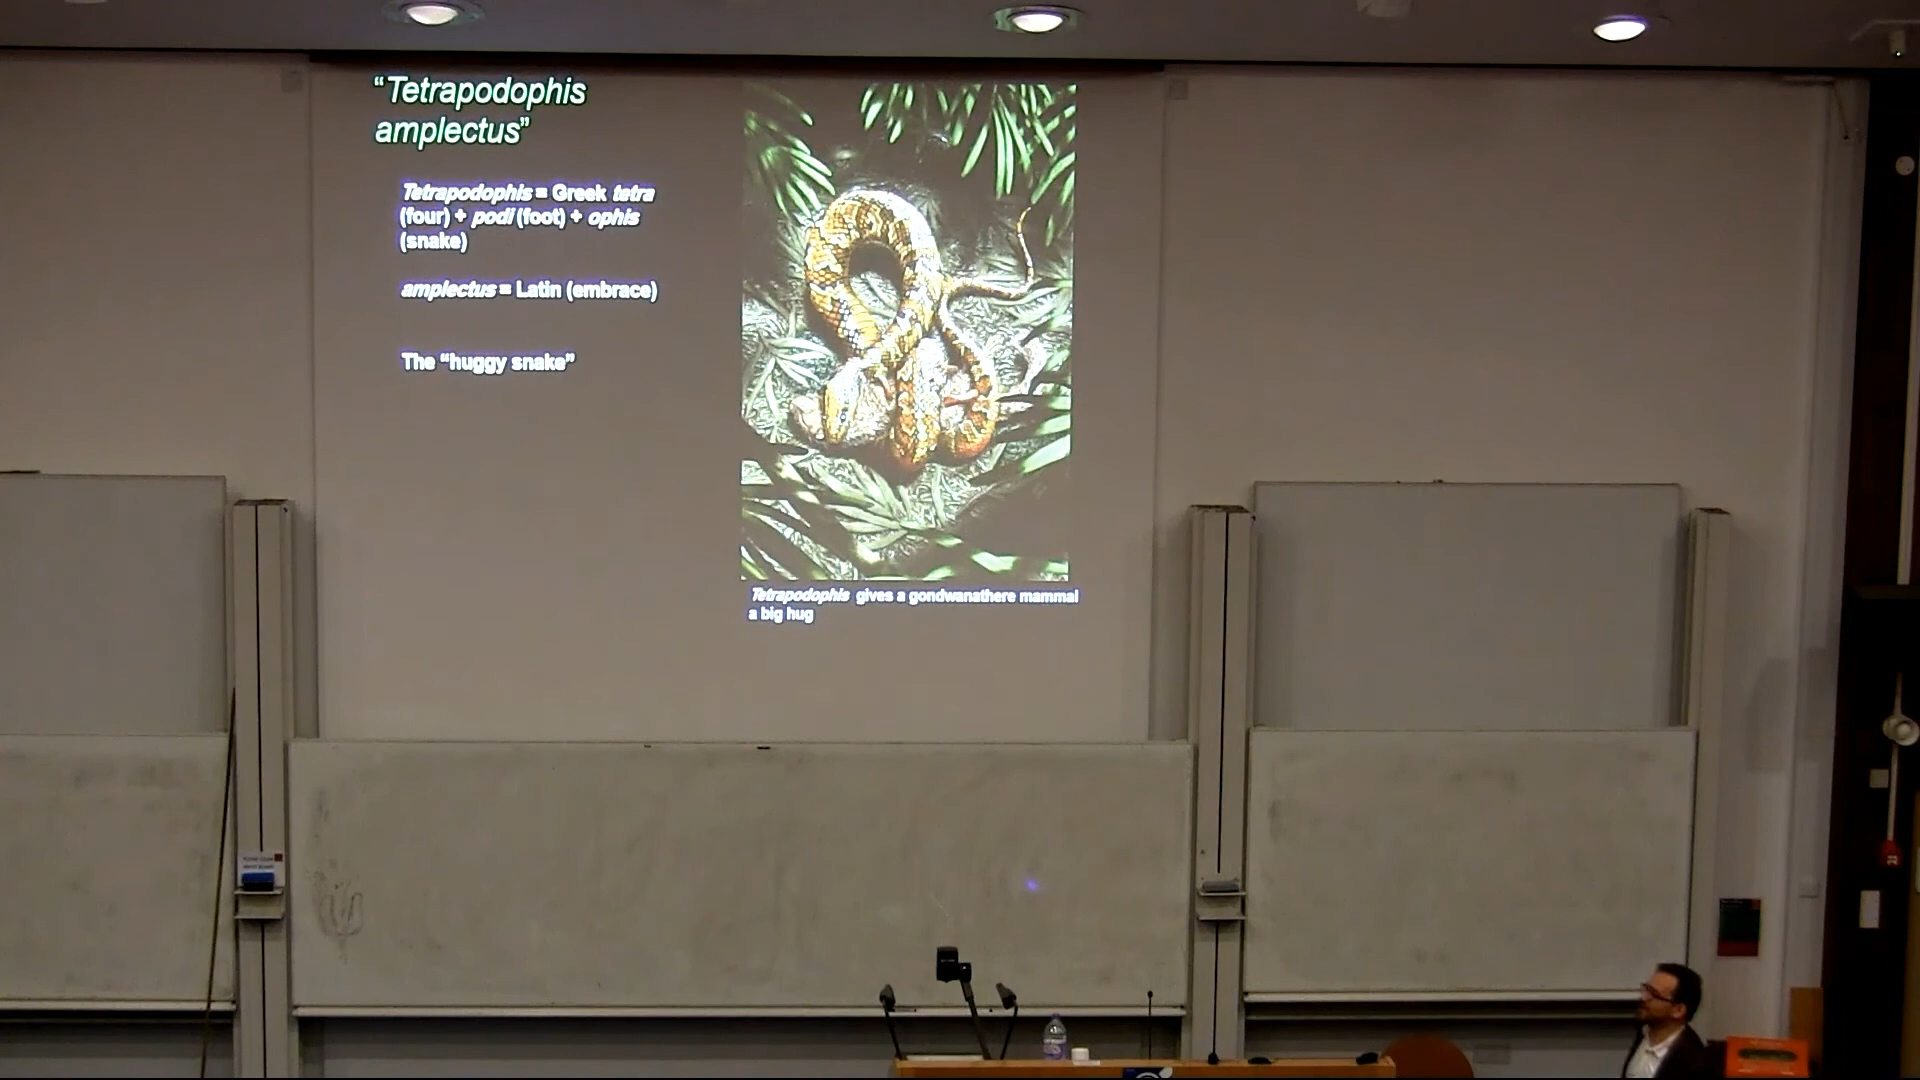 “Tetrapodophis
amplectus”
Tetrapodophis = Greek tetra
(four) + podi (foot) + ophis
(snake)
amplectus = Latin (embrace)
The “huggy snake”
Tetrapodophis gives a gondwanathere mammal
a big hug